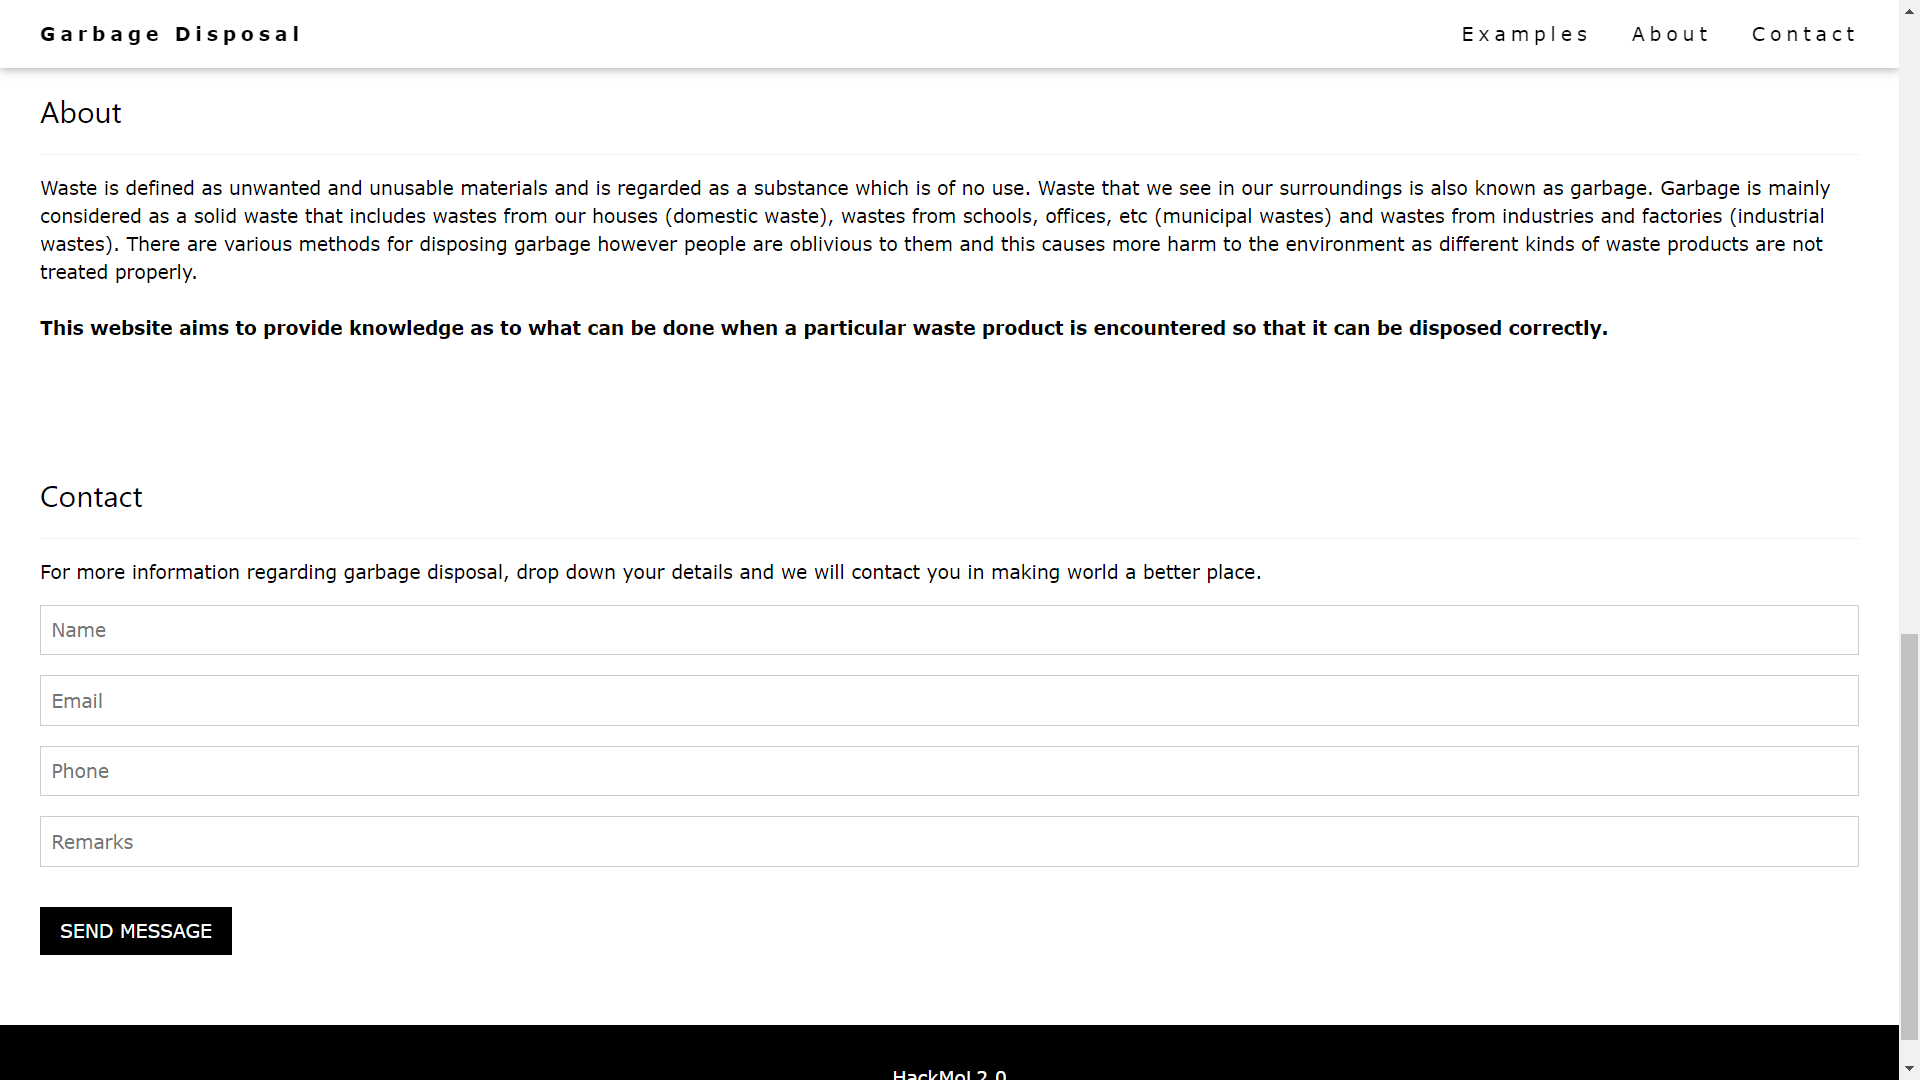 Garbage Disposal
Examples
About
Contact
About
Waste is defined as unwanted and unusable materials and is regarded as a substance which is of no use. Waste that we see in our surroundings is also known as garbage. Garbage is mainly
considered as a solid waste that includes wastes from our houses (domestic waste), wastes from schools, offices, etc (municipal wastes) and wastes from industries and factories (industrial
wastes). There are various methods for disposing garbage however people are oblivious to them and this causes more harm to the environment as different kinds of waste products are not
treated properly.
This website aims to provide knowledge as to what can be done when a particular waste product is encountered so that it can be disposed correctly.
Contact
For more information regarding garbage disposal, drop down your details and we will contact you in making world a better place.
Name
Email
Phone
Remarks
SEND MESSAGE
2.0